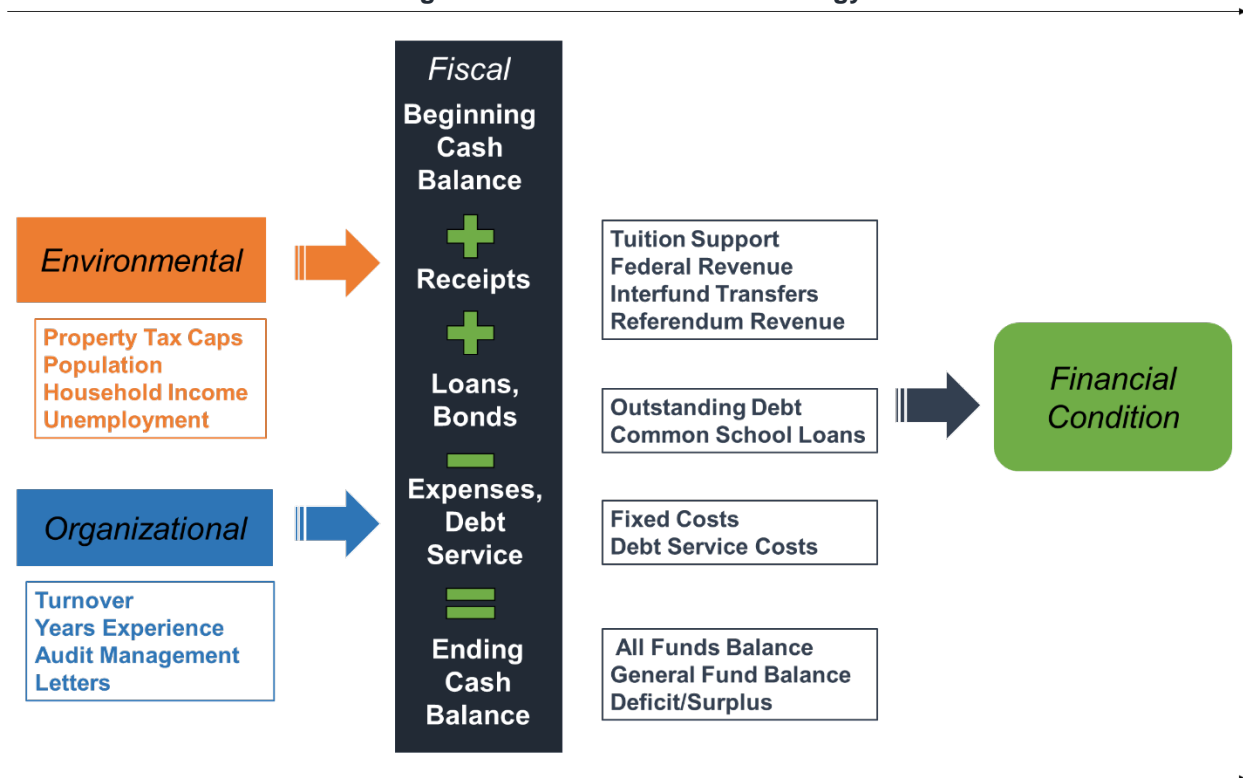 Environmental
Property Tax Caps
Population
Household Income
Unemployment
Organizational
Turnover
Years Experience
Audit Management
Letters
Fiscal
Beginning
Cash
Balance
+
Receipts
+
Loans,
Bonds
−
Expenses,
Debt
Service
=
Ending
Cash
Balance
Tuition Support
Federal Revenue
Interfund Transfers
Referendum Revenue
Outstanding Debt
Common School Loans
Fixed Costs
Debt Service Costs
All Funds Balance
General Fund Balance
Deficit/Surplus
Financial
Condition